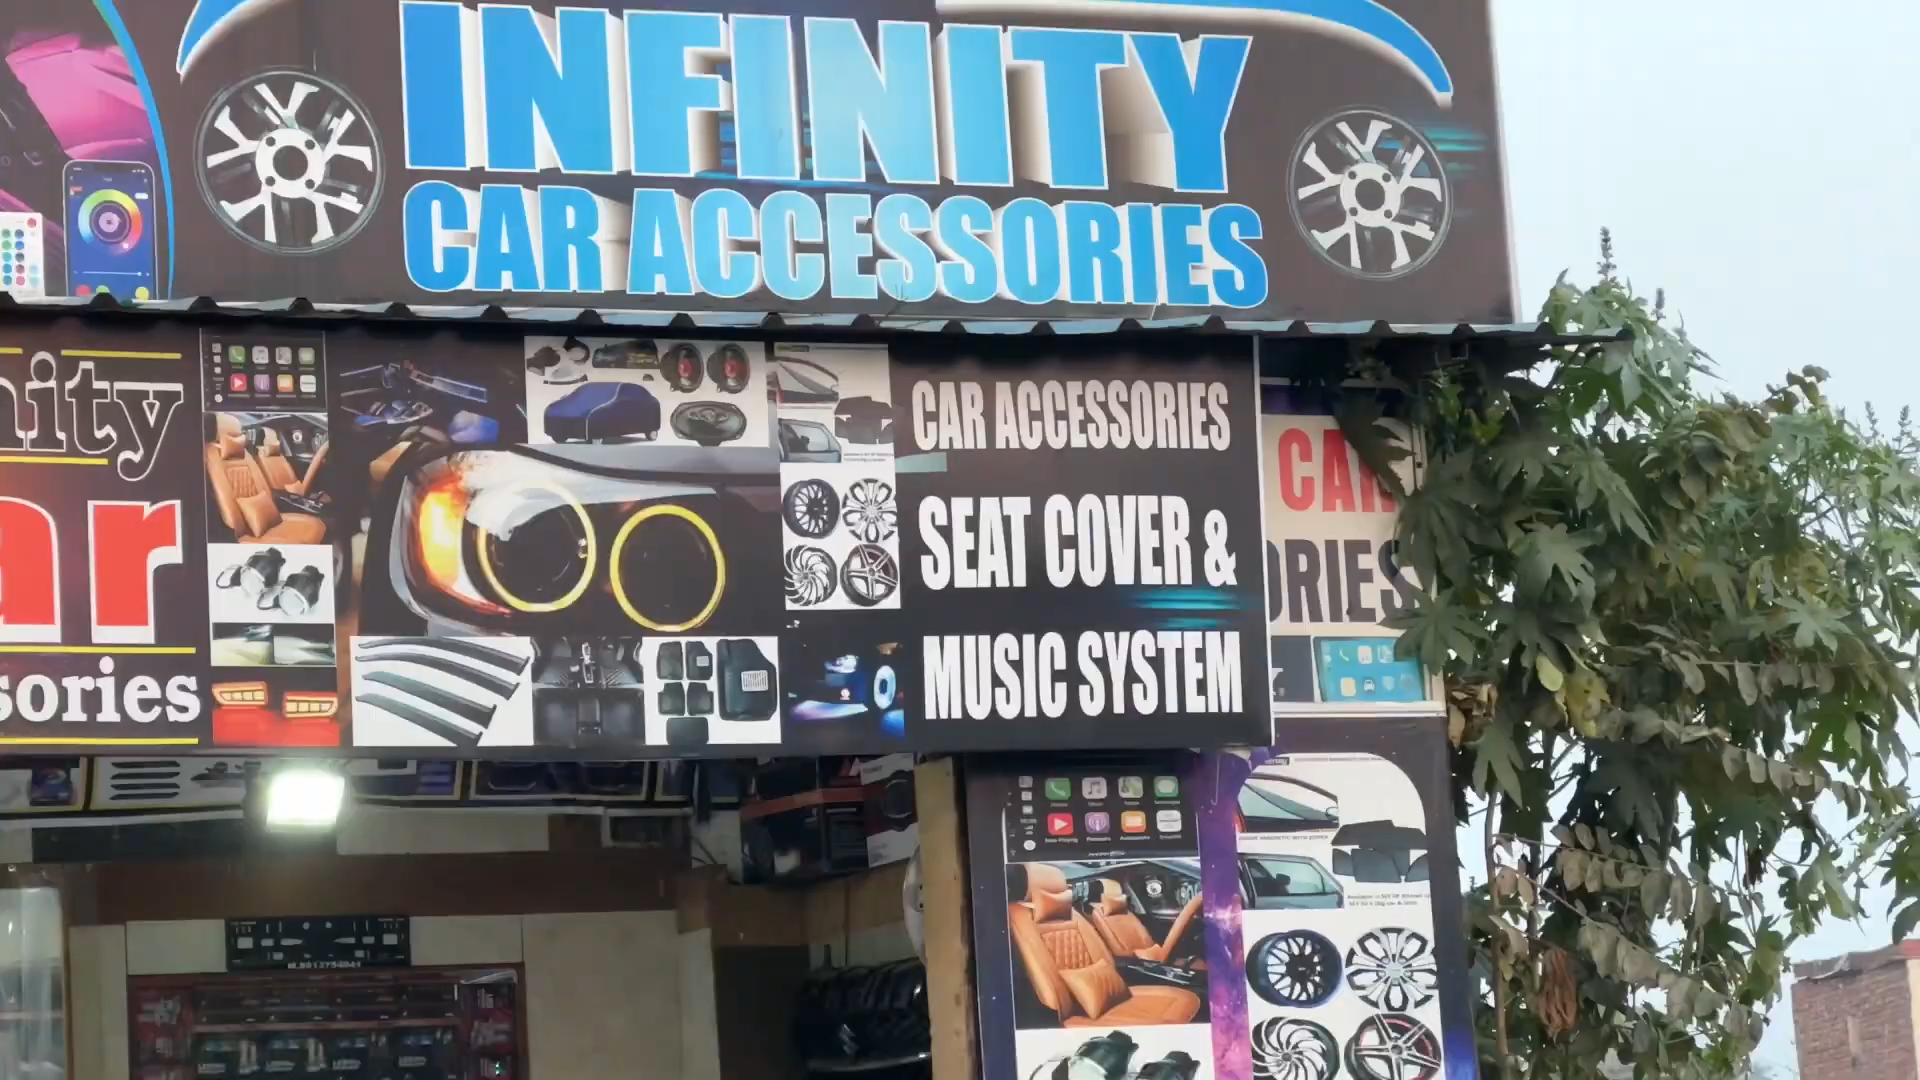 INFINITY
CAR ACCESSORIES
nity
ar
sories
CAR ACCESSORIES
SEAT COVER &
MUSIC SYSTEM
CAR
ORIES